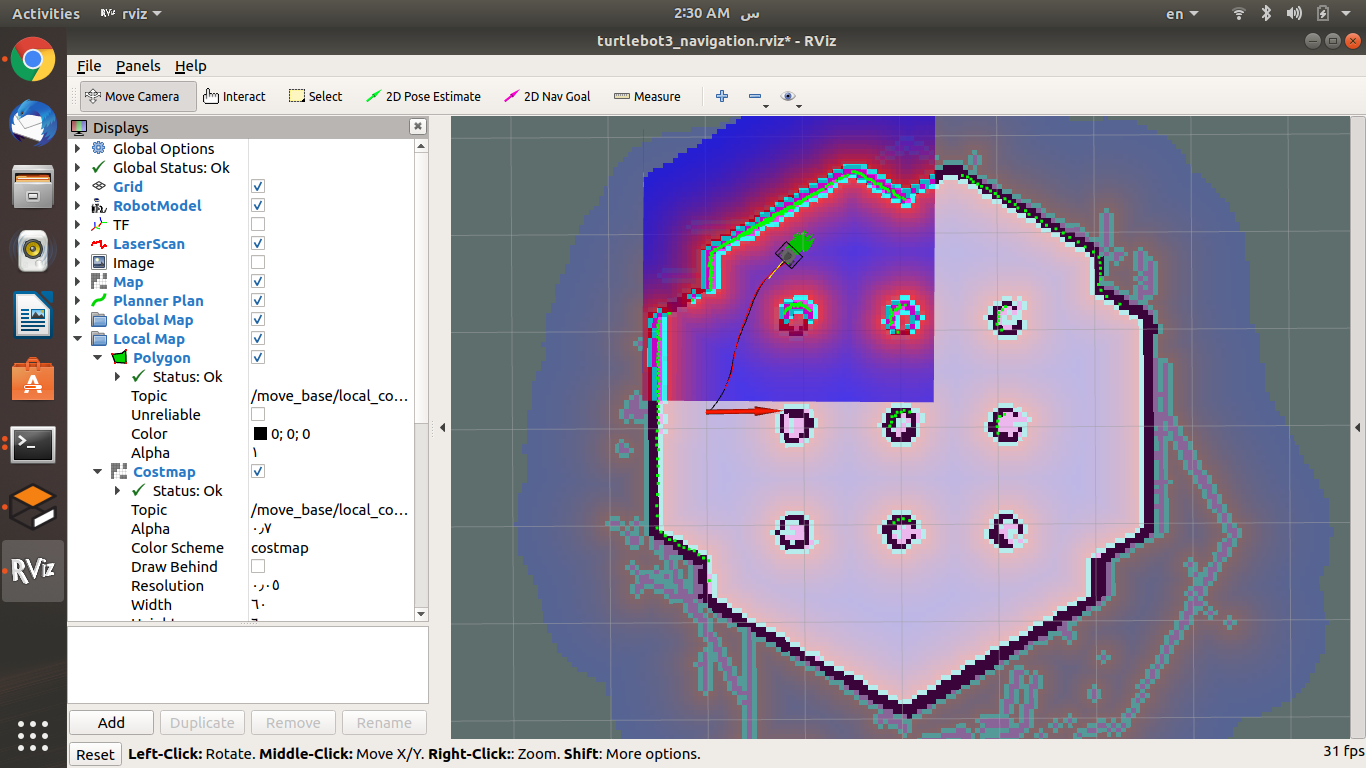 Activities rviz 2:30 AM س en
turtlebot3_navigation.rviz* - RViz
File Panels Help
Move Camera Interact Select 2D Pose Estimate 2D Nav Goal Measure
Displays
Global Options
Global Status: Ok
Grid
RobotModel
TF
LaserScan
Image
Map
Planner Plan
Global Map
Local Map
Polygon
Status: Ok
Topic /move_base/local_co...
Unreliable
Color 0; 0; 0
Alpha ١
Costmap
Status: Ok
Topic /move_base/local_co...
Alpha ٠٫٧
Color Scheme costmap
Draw Behind
Resolution ٠٫٠٥
Width ٦٠
Add Duplicate Remove Rename
Reset Left-Click: Rotate. Middle-Click: Move X/Y. Right-Click:: Zoom. Shift: More options. 31 fps
RViz